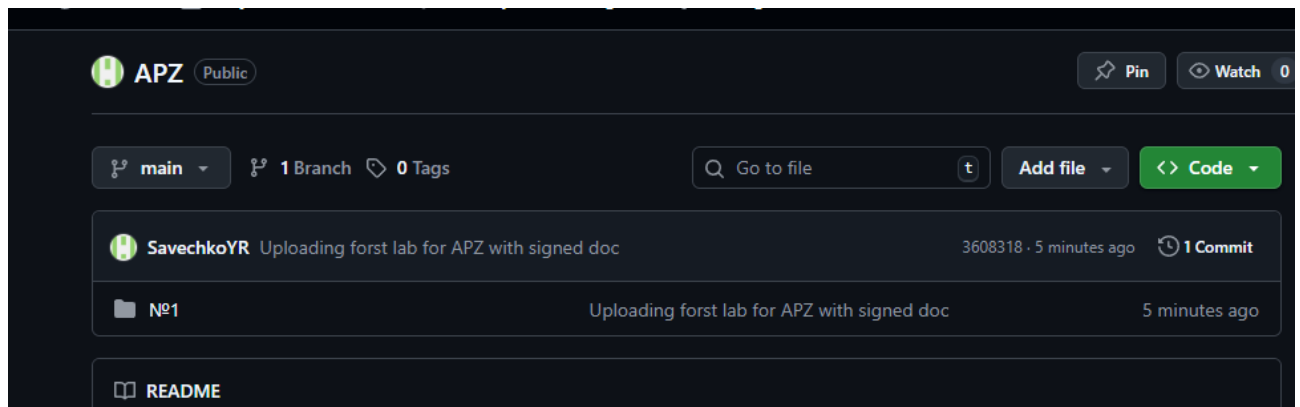 APZ Public Pin Watch 0
main 1 Branch 0 Tags Go to file t Add file Code
SavechkoYR Uploading forst lab for APZ with signed doc 3608318 · 5 minutes ago 1 Commit
№1 Uploading forst lab for APZ with signed doc 5 minutes ago
README